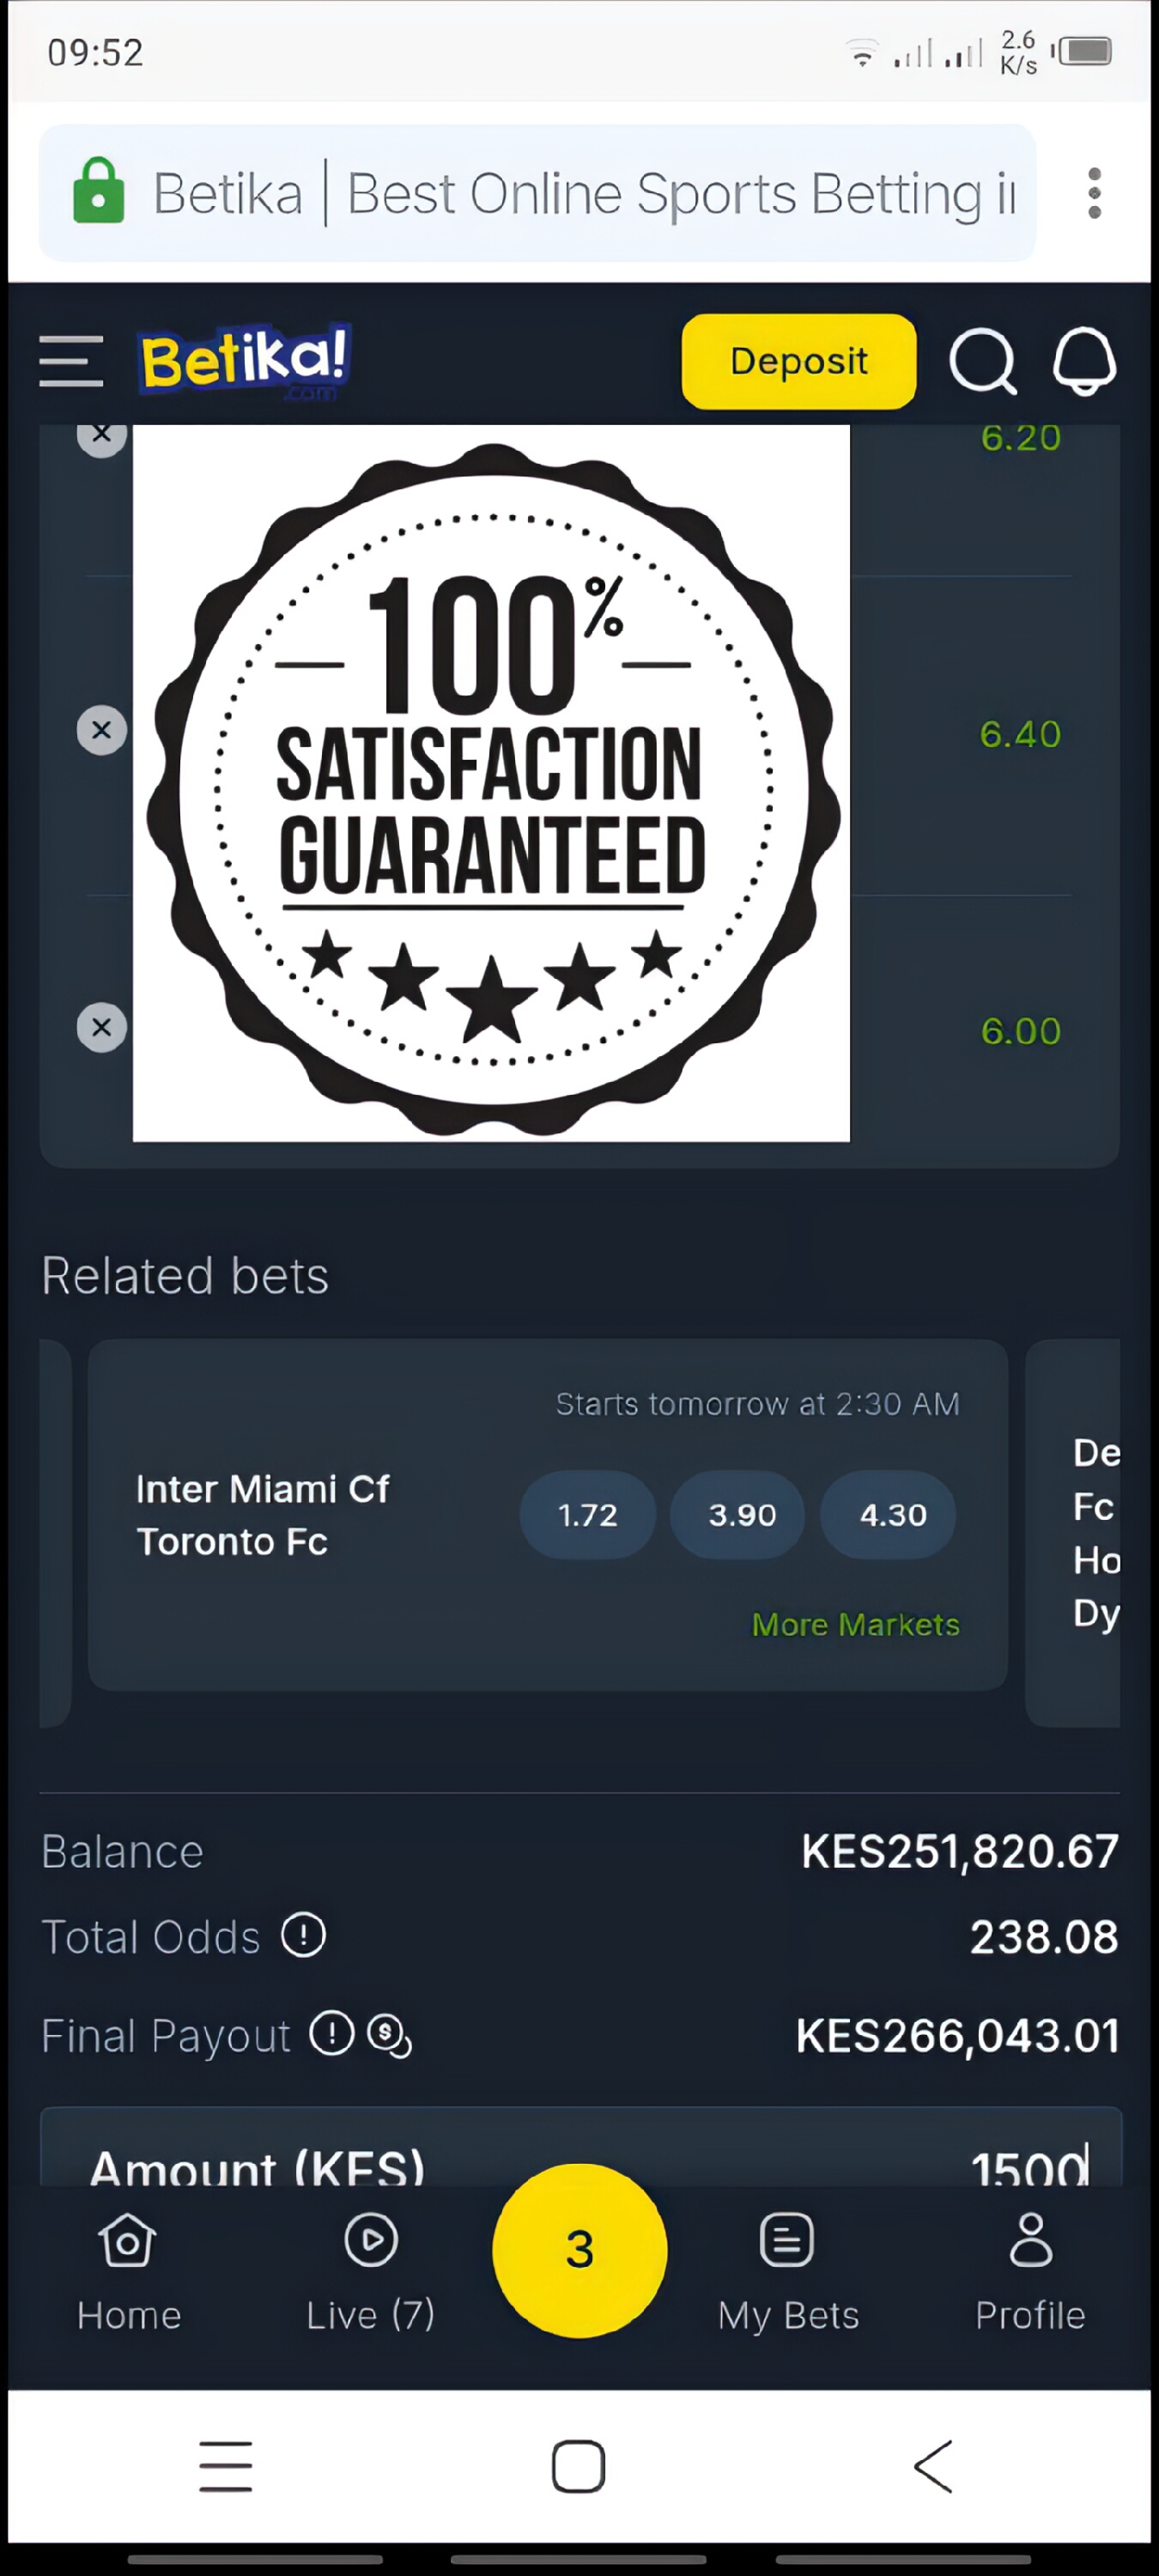 09:52
2.6
K/s
Betika | Best Online Sports Betting
Betika!
.com
Deposit
6.20
100%
SATISFACTION
GUARANTEED
6.40
6.00
Related bets
Starts tomorrow at 2:30 AM
Inter Miami Cf
Toronto Fc
1.72
3.90
4.30
More Markets
De
Fc
Ho
Dy
Balance
KES251,820.67
Total Odds
238.08
Final Payout
KES266,043.01
Amount (KES)
1500
3
Home
Live (7)
My Bets
Profile